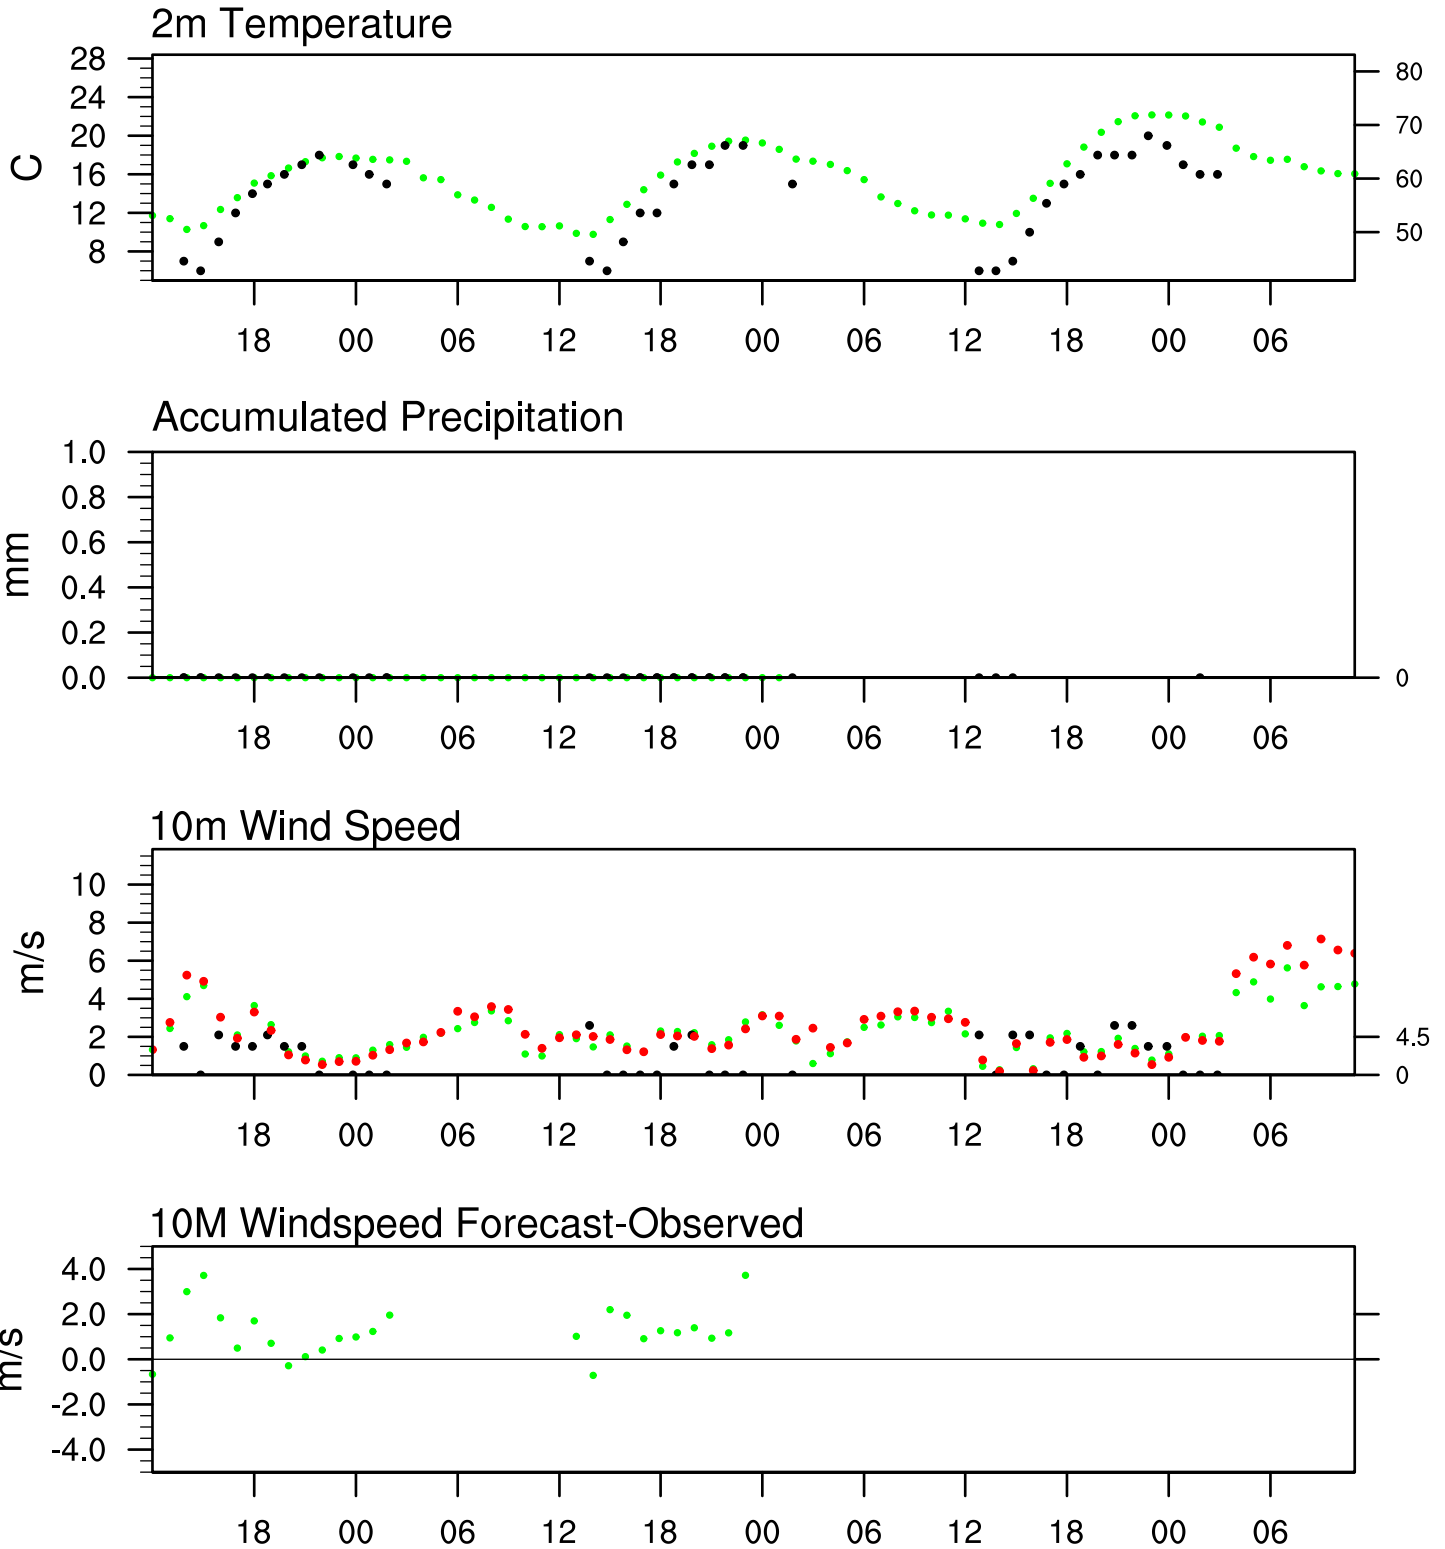 2m Temperature
28
24
20
16
12
8
C
80
70
60
50
18 00 06 12 18 00 06 12 18 00 06
Accumulated Precipitation
1.0
0.8
0.6
0.4
0.2
0.0
mm
0
18 00 06 12 18 00 06 12 18 00 06
10m Wind Speed
10
8
6
4
2
0
m/s
4.5
0
18 00 06 12 18 00 06 12 18 00 06
10M Windspeed Forecast-Observed
4.0
2.0
0.0
-2.0
-4.0
m/s
18 00 06 12 18 00 06 12 18 00 06